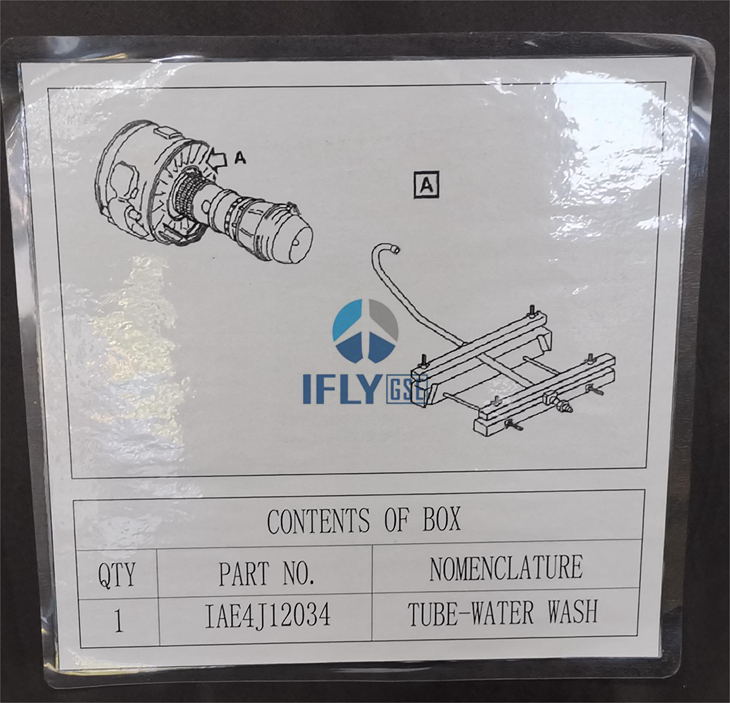 A
A
IFLY GSE
CONTENTS OF BOX
QTY PART NO. NOMENCLATURE
1 IAE4J12034 TUBE-WATER WASH